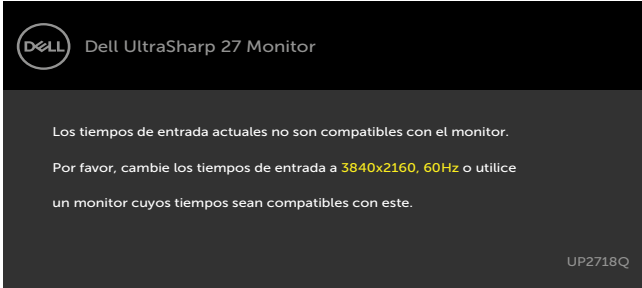 DELL
Dell UltraSharp 27 Monitor
Los tiempos de entrada actuales no son compatibles con el monitor.
Por favor, cambie los tiempos de entrada a 3840x2160, 60Hz o utilice
un monitor cuyos tiempos sean compatibles con este.
UP2718Q